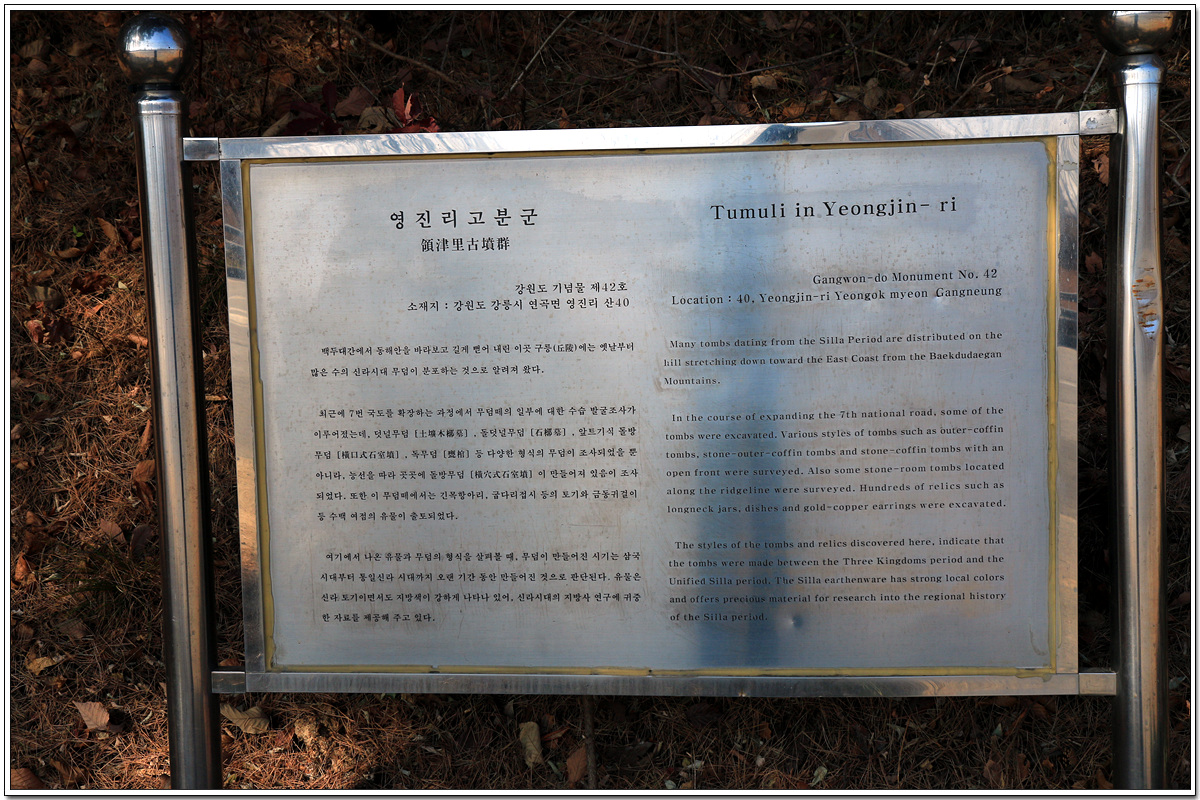 영진리고분군
領津里古墳群
강원도 기념물 제42호
소재지 : 강원도 강릉시 연곡면 영진리 산40
백두대간에서 동해안을 바라보고 길게 뻗어 내린 이곳 구릉(丘陵)에는 옛날부터
많은 수의 신라시대 무덤이 분포하는 것으로 알려져 왔다.
최근에 7번 국도를 확장하는 과정에서 무덤떼의 일부에 대한 수습 발굴조사가
이루어졌는데, 덧널무덤 [土壙木槨墓] , 돌덧널무덤 [石槨墓] , 앞트기식 돌방
무덤 [橫口式石室墳] , 독무덤 [甕棺] 등 다양한 형식의 무덤이 조사되었을 뿐
아니라, 능선을 따라 곳곳에 돌방무덤 [橫穴式石室墳] 이 만들어져 있음이 조사
되었다. 또한 이 무덤떼에서는 긴목항아리, 굽다리접시 등의 토기와 금동귀걸이
등 수백 여점의 유물이 출토되었다.
여기에서 나온 유물과 무덤의 형식을 살펴볼 때, 무덤이 만들어진 시기는 삼국
시대부터 통일신라 시대까지 오랜 기간 동안 만들어진 것으로 판단된다. 유물은
신라 토기이면서도 지방색이 강하게 나타나 있어, 신라시대의 지방사 연구에 귀중
한 자료를 제공해 주고 있다.
Tumuli in Yeongjin- ri
Gangwon-do Monument No. 42
Location : 40, Yeongjin-ri Yeongok myeon Gangneung
Many tombs dating from the Silla Period are distributed on the
hill stretching down toward the East Coast from the Baekdudaegan
Mountains.
In the course of expanding the 7th national road, some of the
tombs were excavated. Various styles of tombs such as outer-coffin
tombs, stone-outer-coffin tombs and stone-coffin tombs with an
open front were surveyed. Also some stone-room tombs located
along the ridgeline were surveyed. Hundreds of relics such as
longneck jars, dishes and gold-copper earrings were excavated.
The styles of the tombs and relics discovered here, indicate that
the tombs were made between the Three Kingdoms period and the
Unified Silla period. The Silla earthenware has strong local colors
and offers precious material for research into the regional history
of the Silla period.